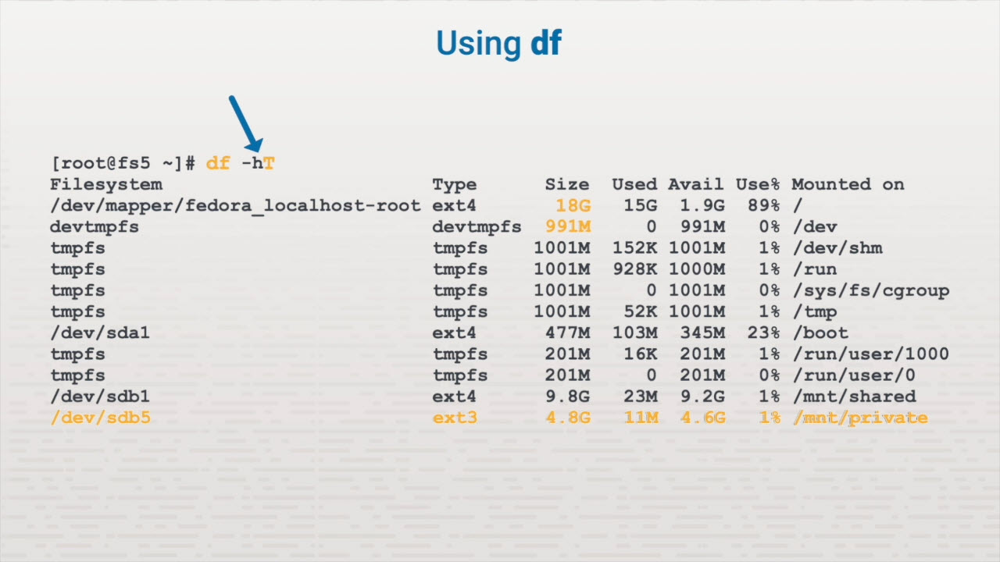 Using df
[root@fs5 ~]# df -hT
Filesystem Type Size Used Avail Use% Mounted on
/dev/mapper/fedora_localhost-root ext4 18G 15G 1.9G 89% /
devtmpfs devtmpfs 991M 0 991M 0% /dev
tmpfs tmpfs 1001M 152K 1001M 1% /dev/shm
tmpfs tmpfs 1001M 928K 1000M 1% /run
tmpfs tmpfs 1001M 0 1001M 0% /sys/fs/cgroup
tmpfs tmpfs 1001M 52K 1001M 1% /tmp
/dev/sda1 ext4 477M 103M 345M 23% /boot
tmpfs tmpfs 201M 16K 201M 1% /run/user/1000
tmpfs tmpfs 201M 0 201M 0% /run/user/0
/dev/sdb1 ext4 9.8G 23M 9.2G 1% /mnt/shared
/dev/sdb5 ext3 4.8G 11M 4.6G 1% /mnt/private